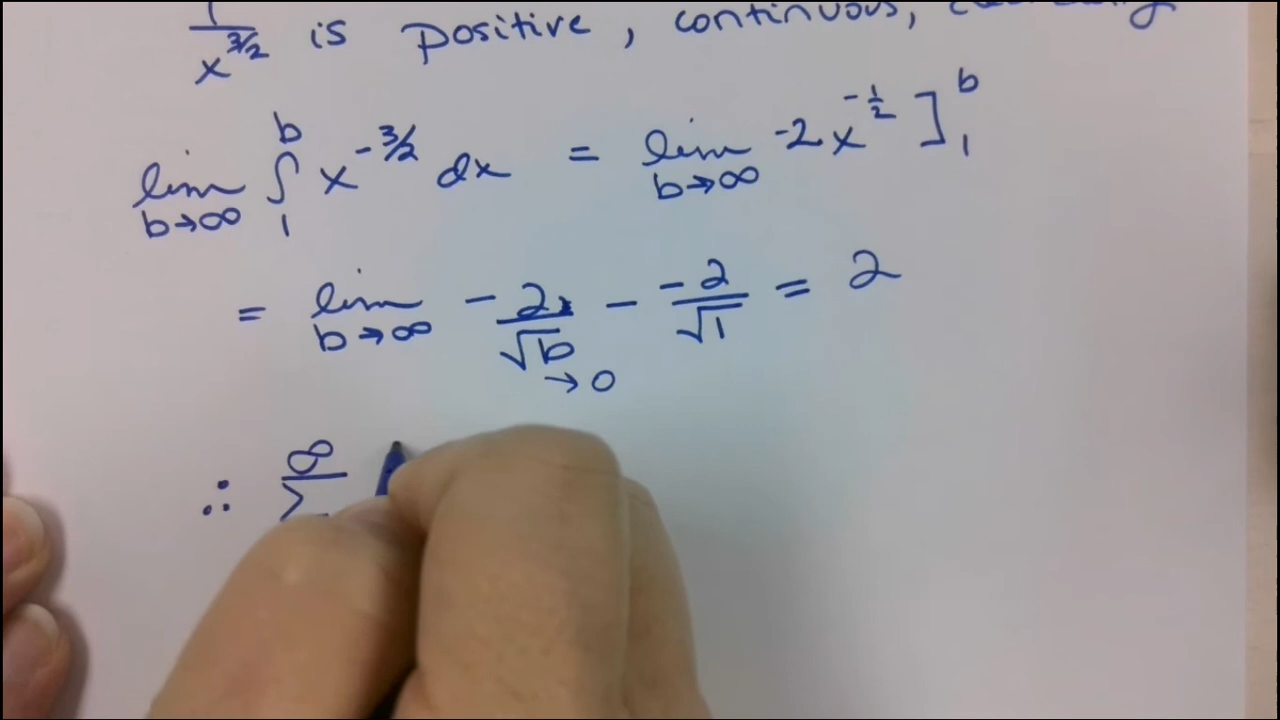 1/x^{3/2} is positive, continuous,
lim_{b→∞} ∫_1^b x^{-3/2} dx = lim_{b→∞} -2x^{-1/2} ]_1^b
= lim_{b→∞} -2/√b →0 - -2/√1 = 2
∴ ∞ Σ